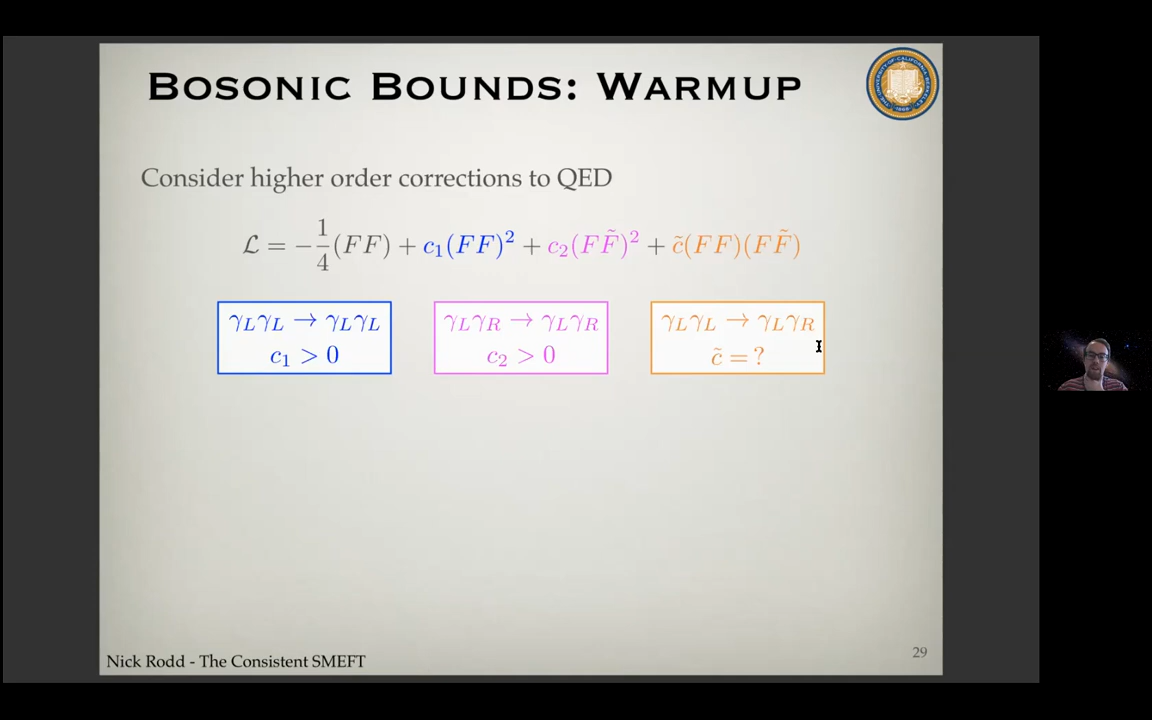 BOSONIC BOUNDS: WARMUP
Consider higher order corrections to QED
ℒ = −1/4(FF) + c₁(FF)² + c₂(FF̃)² + c̃(FF)(FF̃)
γ_Lγ_L → γ_Lγ_L
c₁ > 0
γ_Lγ_R → γ_Lγ_R
c₂ > 0
γ_Lγ_L → γ_Lγ_R
c̃ = ?
Nick Rodd - The Consistent SMEFT
29